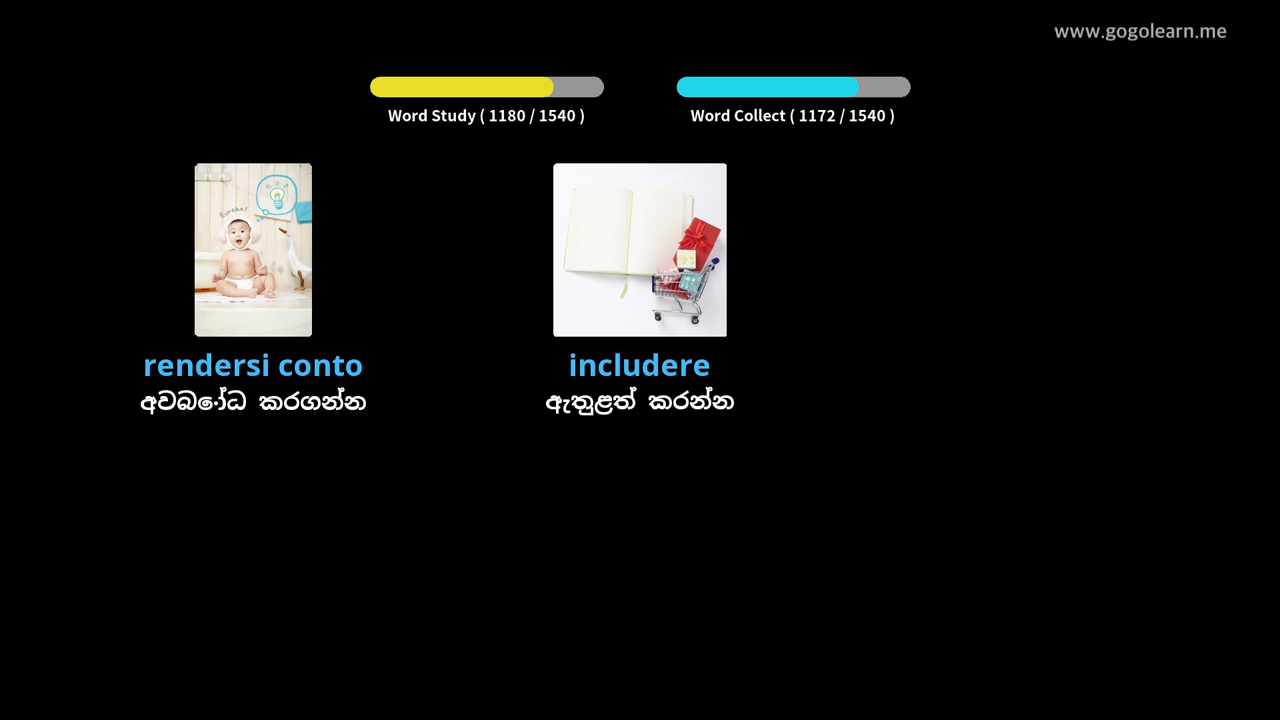 www.gogolearn.me
Word Study ( 1180 / 1540 )
Word Collect ( 1172 / 1540 )
Eureka!
rendersi conto
includere
අවබෝධ කරගන්න
ඇතුළත් කරන්න